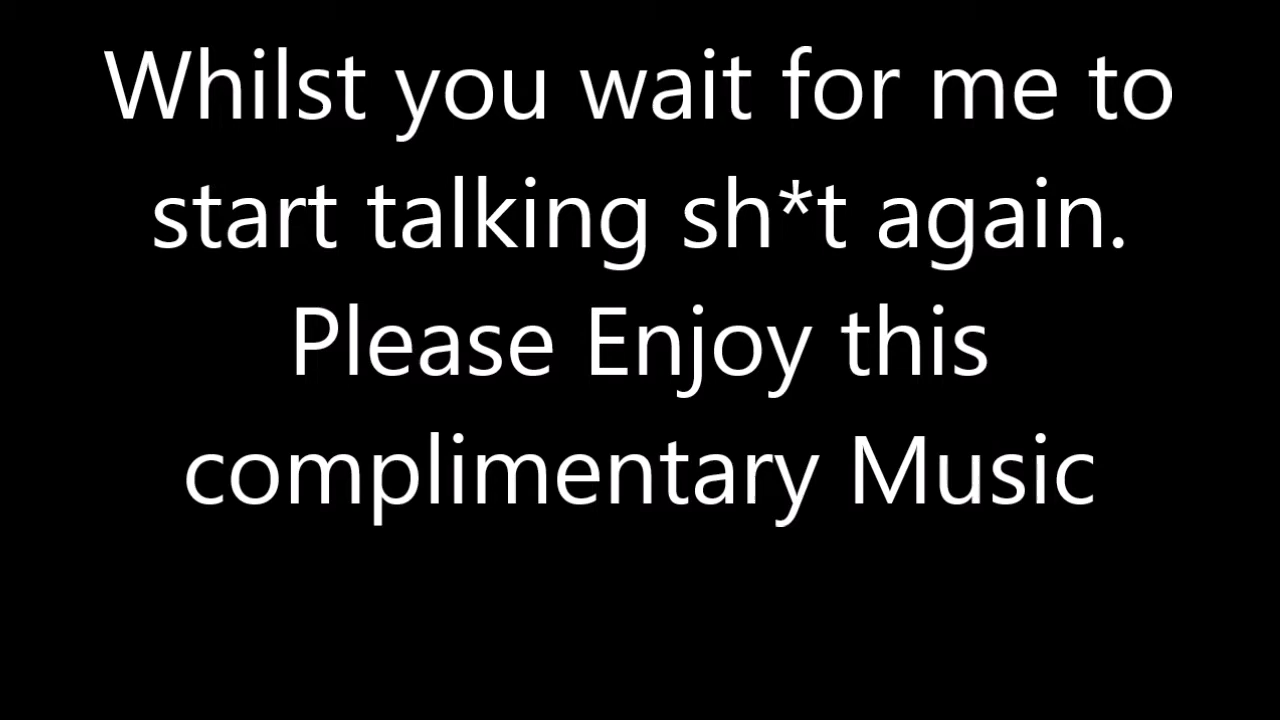 Whilst you wait for me to
start talking sh*t again.
Please Enjoy this
complimentary Music